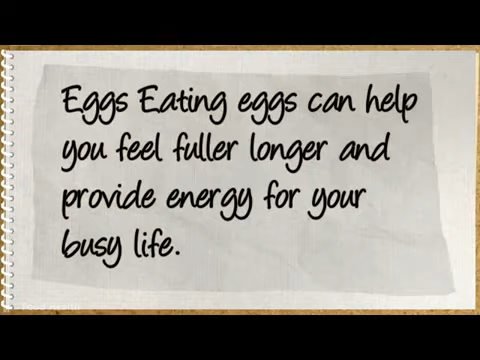 Eggs Eating eggs can help
you feel fuller longer and
provide energy for your
busy life.